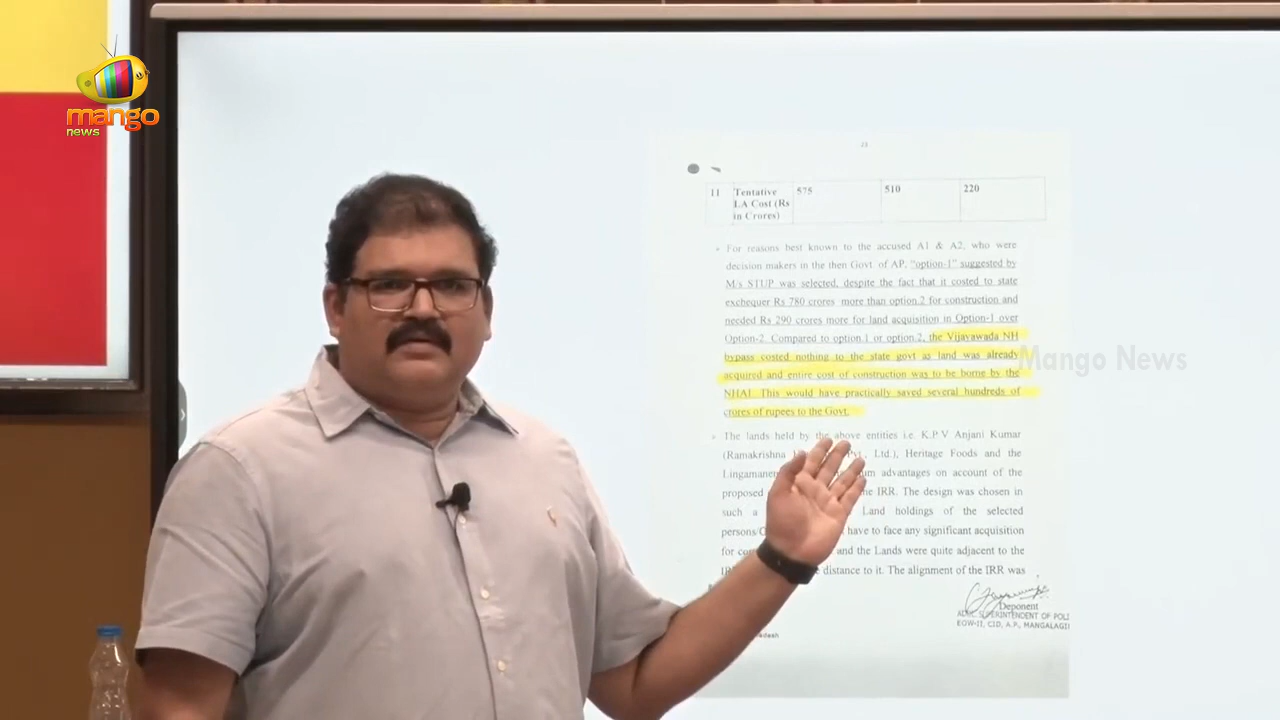 mango
news
11
Tentative LA Cost (Rs in Crores)
575
510
220
For reasons best known to the accused A1 & A2, who were
decision makers in the then Govt of AP, "option-1" suggested by
M/s STUP was selected, despite the fact that it costed to state
exchequer Rs 780 crores more than option.2 for construction and
needed Rs 290 crores more for land acquisition in Option-1 over
Option-2. Compared to option.1 or option.2, the Vijayawada NH
bypass costed nothing to the state govt as land was already
acquired and entire cost of construction was to be borne by the
NHAI. This would have practically saved several hundreds of
crores of rupees to the Govt.
Mango News
The lands held by the above entities i.e. K.P.V Anjani Kumar
(Ramakrishna Ltd.), Heritage Foods and the
advantages on account of the
proposed IRR. The design was chosen in
such a Land holdings of the selected
have to face any significant acquisition
for and the Lands were quite adjacent to the
distance to it. The alignment of the IRR was
Deponent
ADDL SUPERINTENDENT OF POLI
EOW-II, CID, A.P., MANGALAGI